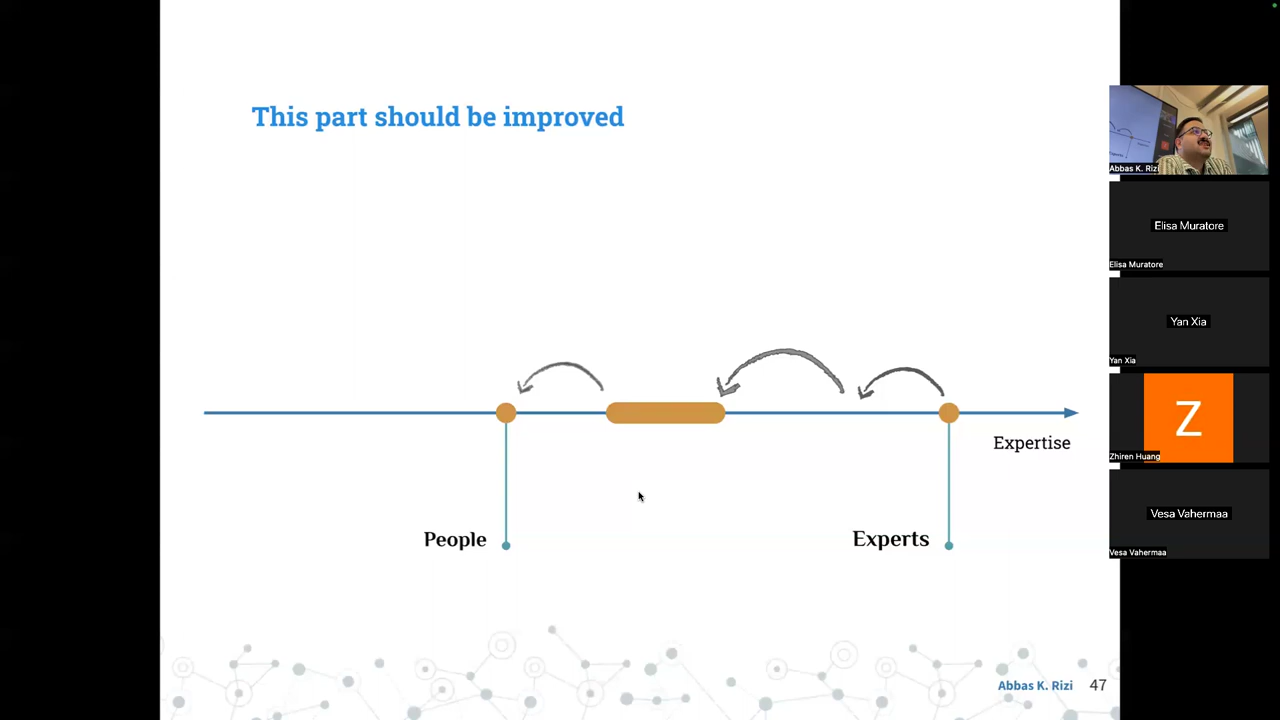 This part should be improved
Expertise
People
Experts
Abbas K. Rizi 47
Abbas K. Rizi
Elisa Muratore
Elisa Muratore
Yan Xia
Yan Xia
Z
Zhiren Huang
Vesa Vahermaa
Vesa Vahermaa